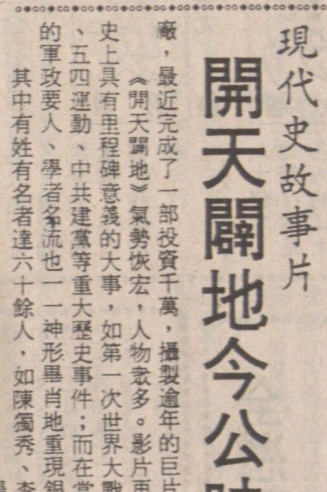 現代史故事片
開天闢地今公映
廠，最近完成了一部投資千萬，攝製逾年的巨片
《開天闢地》氣勢恢宏，人物衆多。影片再
史上具有里程碑意義的大事，如第一次世界大戰
、五四運動、中共建黨等重大歷史事件；而在當
的軍政要人、學者名流也一一神形畢肖地重現銀
其中有姓有名者達六十餘人，如陳獨秀、李